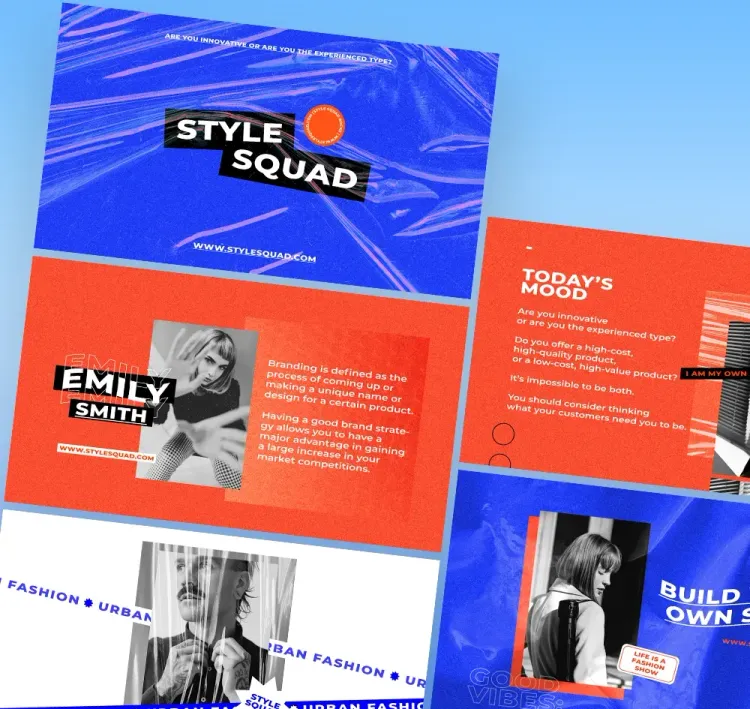 ARE YOU INNOVATIVE OR ARE YOU THE EXPERIENCED TYPE?
STYLE
SQUAD
WWW.STYLESQUAD.COM
EMILY
EMILY
EMILY
SMITH
WWW.STYLESQUAD.COM
Branding is defined as the
process of coming up or
making a unique name or
design for a certain product.
Having a good brand strate-
gy allows you to have a
major advantage in gaining
a large increase in your
market competitions.
TODAY'S
MOOD
Are you innovative
or are you the experienced type?
Do you offer a high-cost,
high-quality product,
or a low-cost, high-value product?
It's impossible to be both.
You should consider thinking
what your customers need you to be.
I AM MY OWN
FASHION ✹ URBAN
URBAN FASHION ✹ UR
STYLE
URBAN FA
FASHION ✹ URBAN
BUILD
OWN S
WWW.S
LIFE IS A
FASHION
SHOW
GOOD
VIBES: